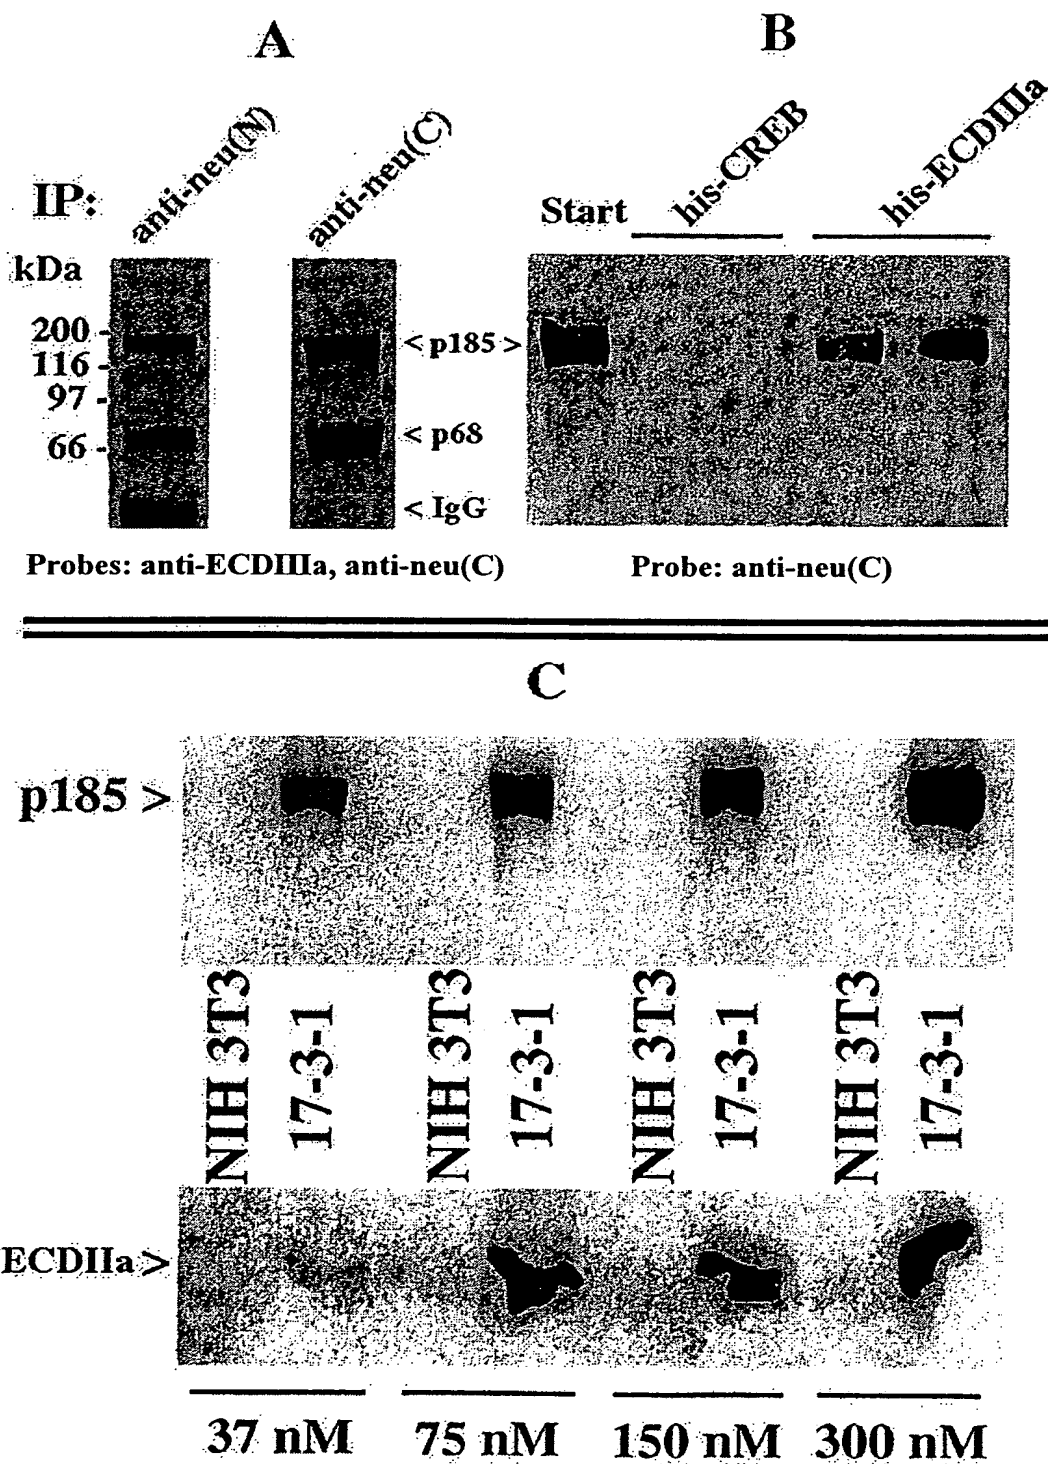 A
B
IP:
anti-neu(N)
anti-neu(C)
Start
his-CREB
his-ECDIIIa
kDa
200
116
97
66
< p185 >
< p68
< IgG
Probes: anti-ECDIIIa, anti-neu(C)
Probe: anti-neu(C)
C
p185 >
NIH 3T3
17-3-1
NIH 3T3
17-3-1
NIH 3T3
17-3-1
NIH 3T3
17-3-1
ECDIIa >
37 nM
75 nM
150 nM
300 nM